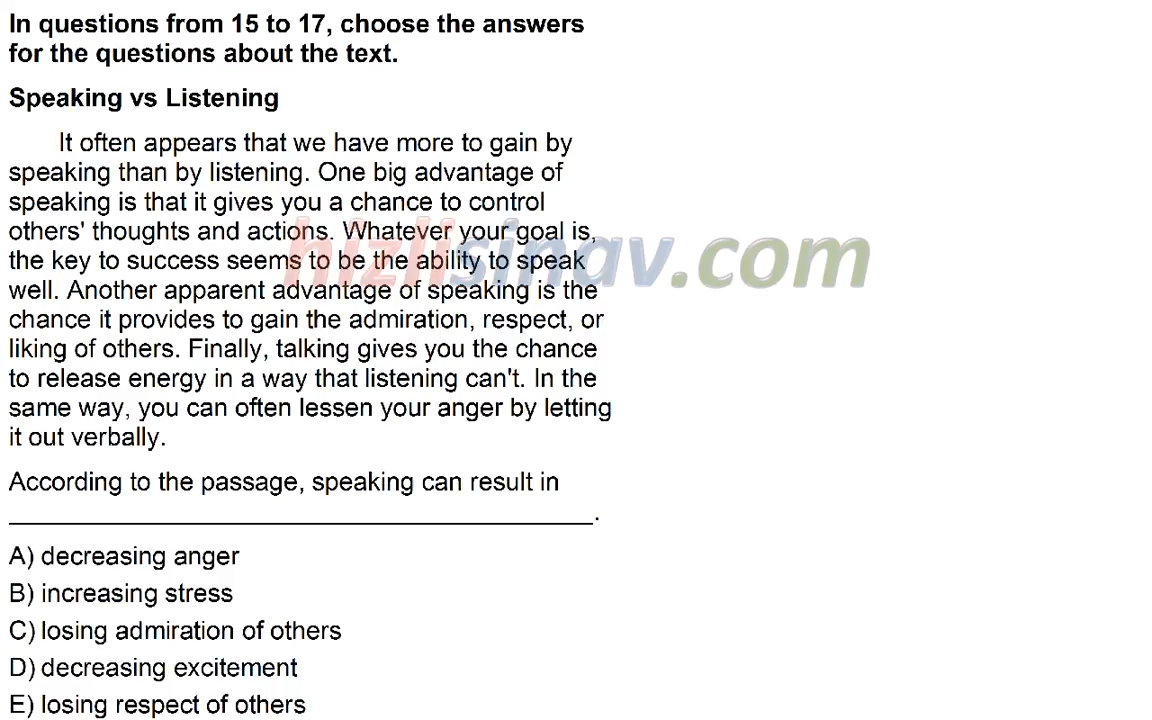 In questions from 15 to 17, choose the answers
for the questions about the text.
Speaking vs Listening
It often appears that we have more to gain by
speaking than by listening. One big advantage of
speaking is that it gives you a chance to control
others' thoughts and actions. Whatever your goal is,
the key to success seems to be the ability to speak
well. Another apparent advantage of speaking is the
chance it provides to gain the admiration, respect, or
liking of others. Finally, talking gives you the chance
to release energy in a way that listening can't. In the
same way, you can often lessen your anger by letting
it out verbally.
According to the passage, speaking can result in
________________________________________.
A) decreasing anger
B) increasing stress
C) losing admiration of others
D) decreasing excitement
E) losing respect of others
hizlisinav.com